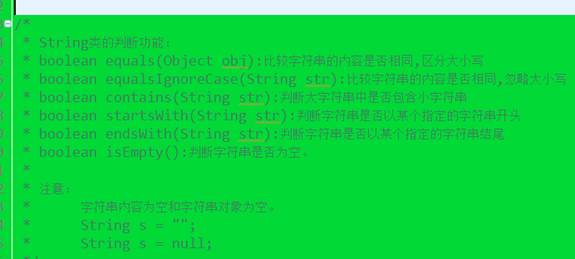 /*
* String类的判断功能:
* boolean equals(Object obj):比较字符串的内容是否相同,区分大小写
* boolean equalsIgnoreCase(String str):比较字符串的内容是否相同,忽略大小写
* boolean contains(String str):判断大字符串中是否包含小字符串
* boolean startsWith(String str):判断字符串是否以某个指定的字符串开头
* boolean endsWith(String str):判断字符串是否以某个指定的字符串结尾
* boolean isEmpty():判断字符串是否为空。
*
* 注意:
* 字符串内容为空和字符串对象为空。
* String s = "";
* String s = null;